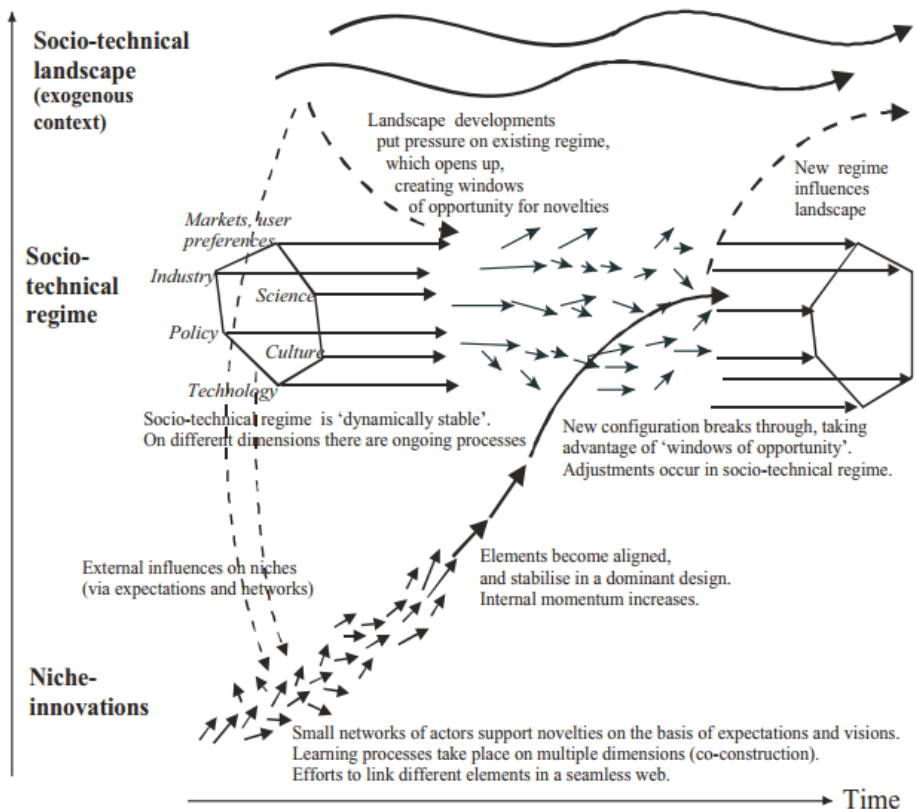 Socio-technical
landscape
(exogenous
context)
Landscape developments
put pressure on existing regime,
which opens up,
creating windows
of opportunity for novelties
New regime
influences
landscape
Markets, user
preferences
Industry
Science
Policy
Culture
Technology
Socio-
technical
regime
Socio-technical regime is ‘dynamically stable’.
On different dimensions there are ongoing processes
New configuration breaks through, taking
advantage of ‘windows of opportunity’.
Adjustments occur in socio-technical regime.
External influences on niches
(via expectations and networks)
Elements become aligned,
and stabilise in a dominant design.
Internal momentum increases.
Niche-
innovations
Small networks of actors support novelties on the basis of expectations and visions.
Learning processes take place on multiple dimensions (co-construction).
Efforts to link different elements in a seamless web.
Time